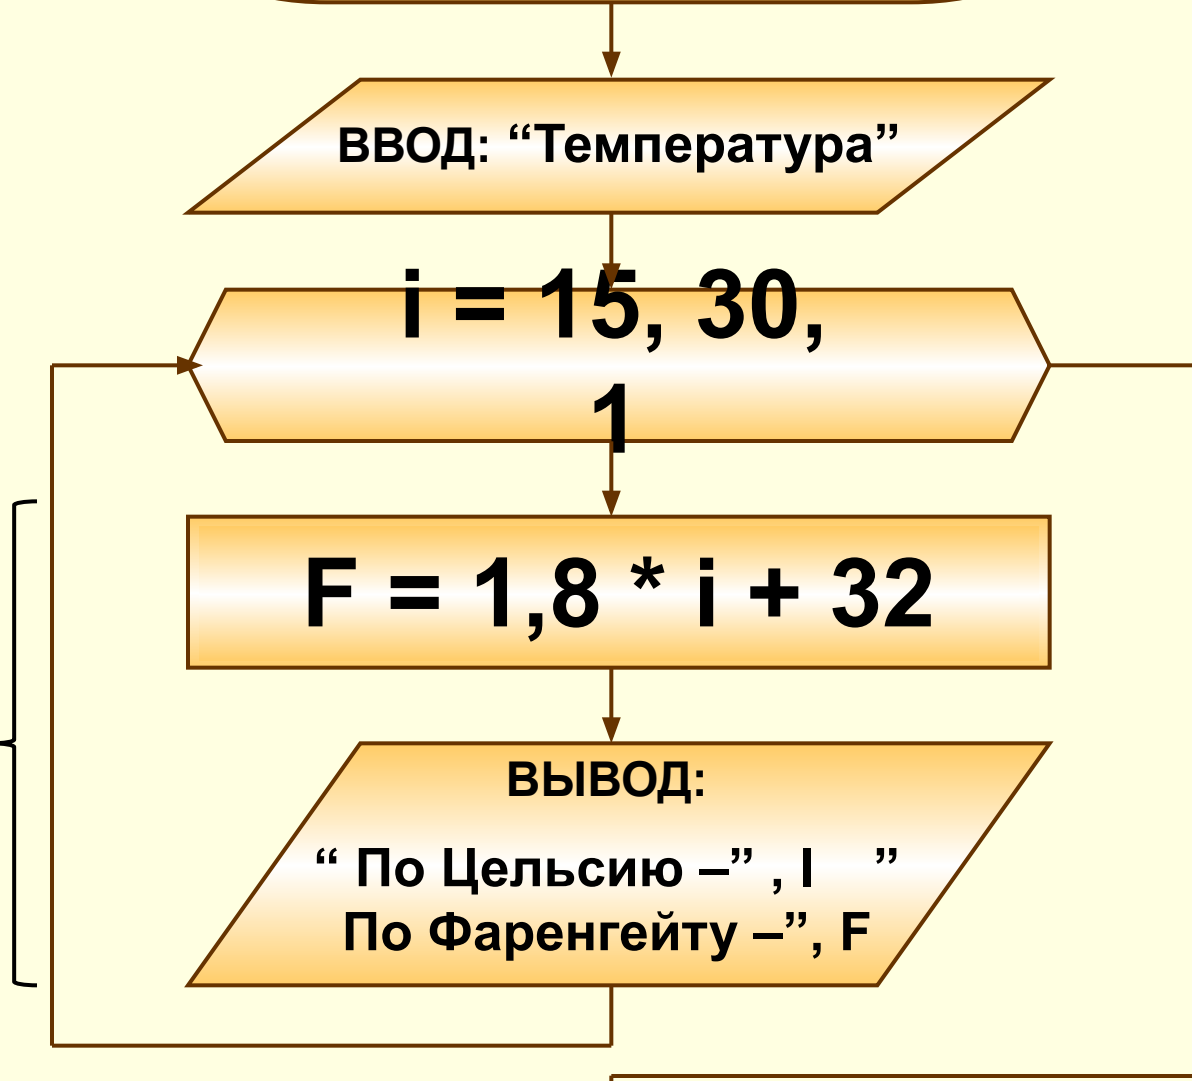 ВВОД: “Температура”
i = 15, 30,
1
F = 1,8 * i + 32
ВЫВОД:
“ По Цельсию –” , I ”
По Фаренгейту –”, F